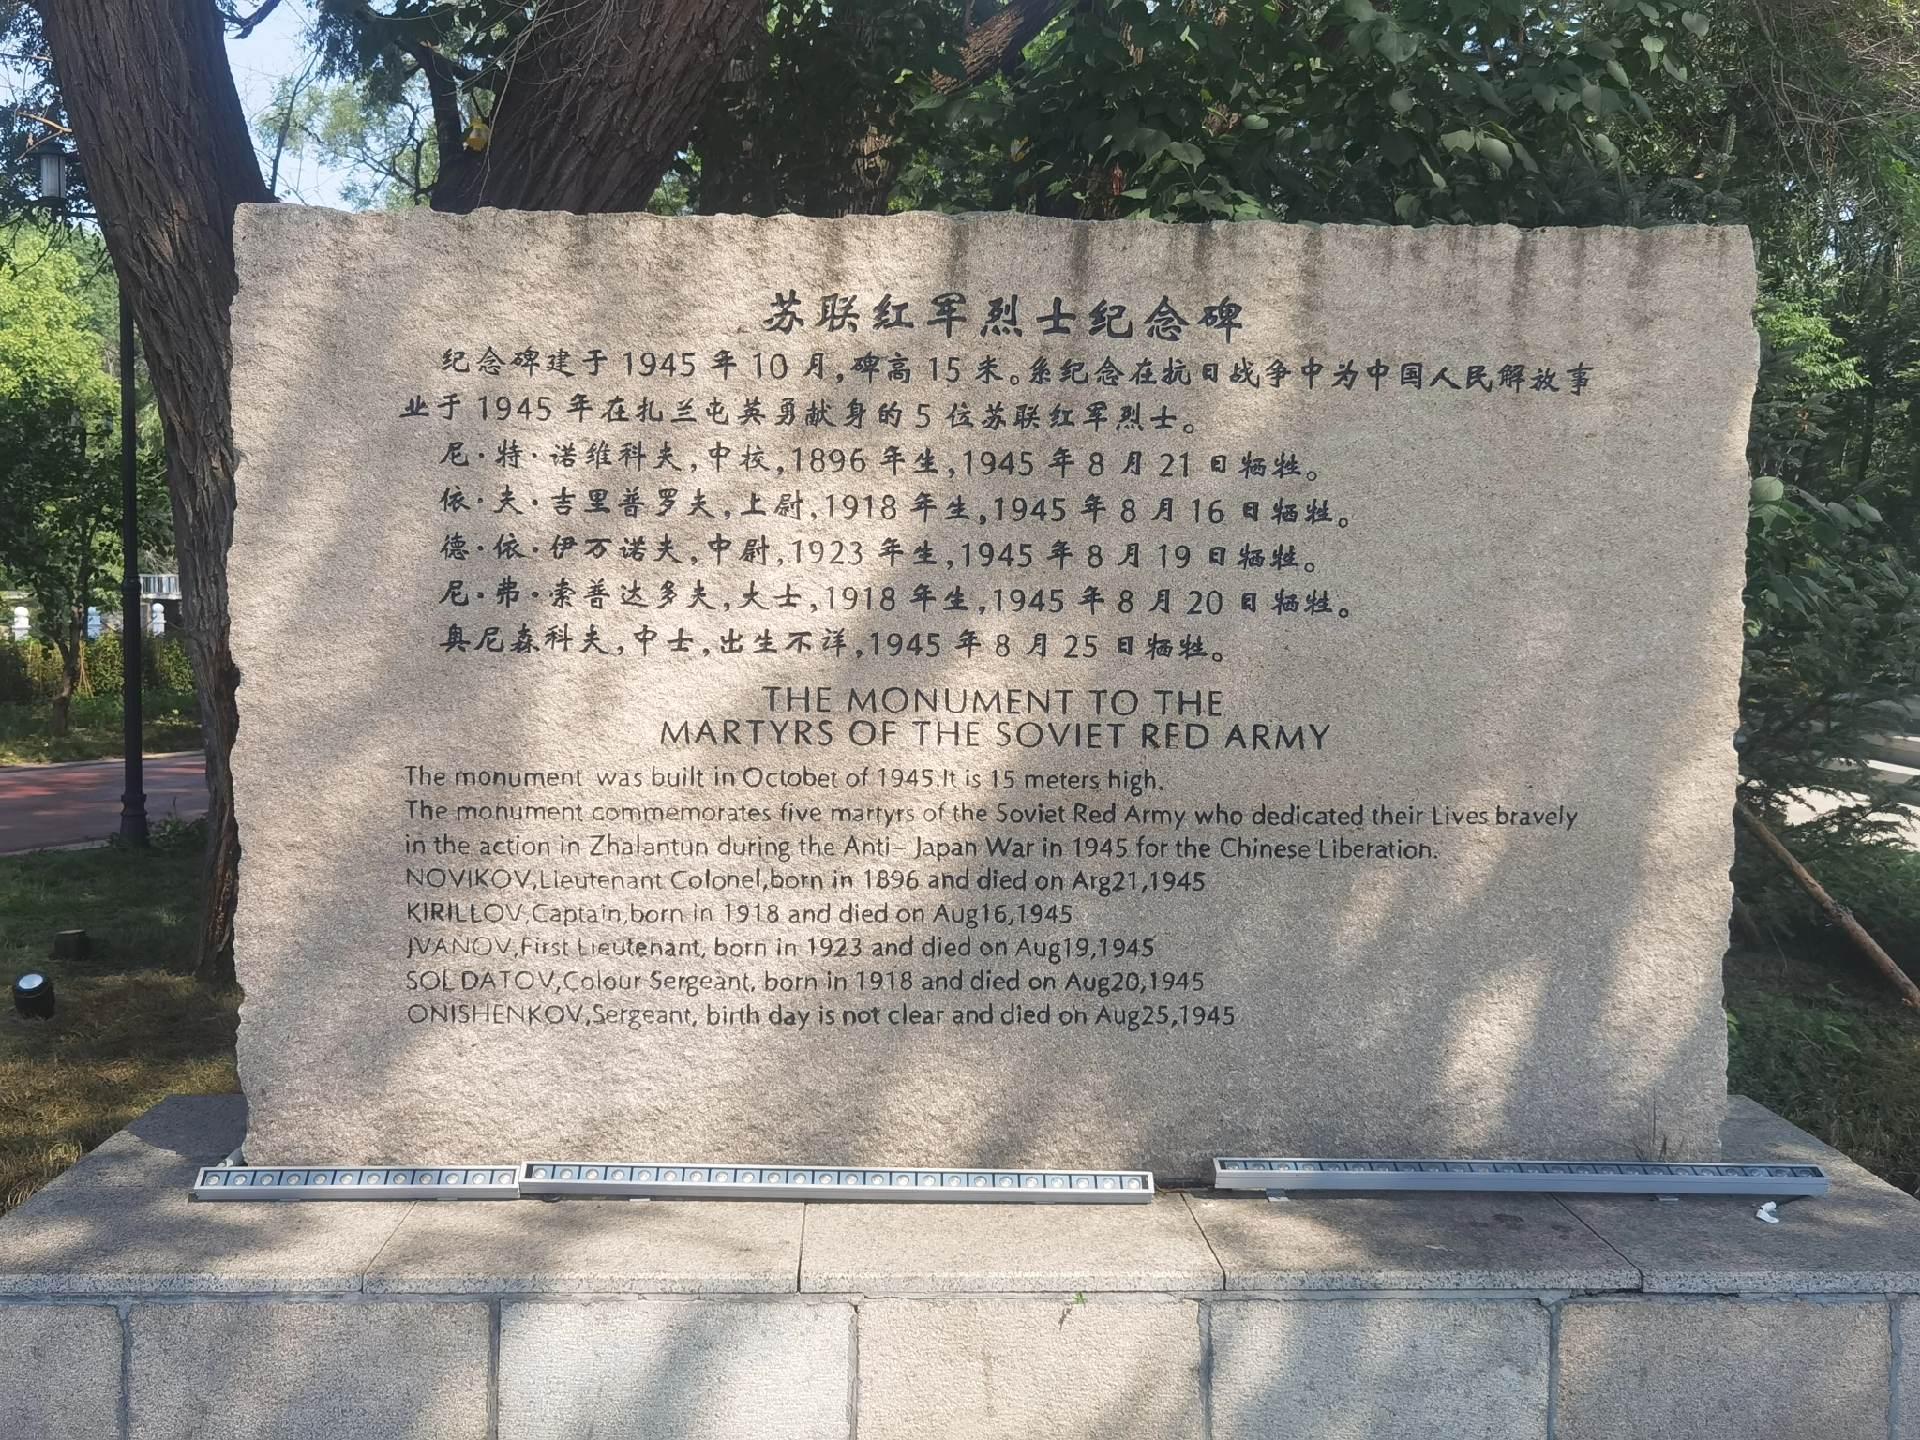 苏联红军烈士纪念碑
纪念碑建于1945年10月,碑高15米。系纪念在抗日战争中为中国人民解放事
业于1945年在扎兰屯英勇献身的5位苏联红军烈士。
尼·特·诺维科夫,中校,1896年生,1945年8月21日牺牲。
依·夫·吉里普罗夫,上尉,1918年生,1945年8月16日牺牲。
德·依·伊万诺夫,中尉,1923年生,1945年8月19日牺牲。
尼·弗·索普达多夫,大士,1918年生,1945年8月20日牺牲。
奥尼森科夫,中士,出生不详,1945年8月25日牺牲。
THE MONUMENT TO THE
MARTYRS OF THE SOVIET RED ARMY
The monument was built in Octobet of 1945.It is 15 meters high.
The monument commemorates five martyrs of the Soviet Red Army who dedicated their Lives bravely
in the action in Zhalantun during the Anti- Japan War in 1945 for the Chinese Liberation.
NOVIKOV,Lieutenant Colonel,born in 1896 and died on Arg21,1945
KIRILLOV,Captain,born in 1918 and died on Aug16,1945
JVANOV,First Lieutenant, born in 1923 and died on Aug19,1945
SOLDATOV,Colour Sergeant, born in 1918 and died on Aug20,1945
ONISHENKOV,Sergeant, birth day is not clear and died on Aug25,1945